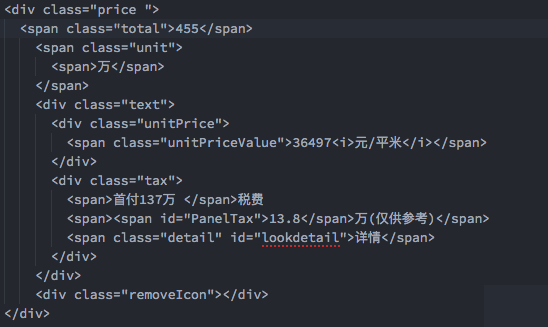 <div class="price ">
<span class="total">455</span>
<span class="unit">
<span>万</span>
</span>
<div class="text">
<div class="unitPrice">
<span class="unitPriceValue">36497<i>元/平米</i></span>
</div>
<div class="tax">
<span>首付137万 </span>税费
<span><span id="PanelTax">13.8</span>万(仅供参考)</span>
<span class="detail" id="lookdetail">详情</span>
</div>
</div>
<div class="removeIcon"></div>
</div>